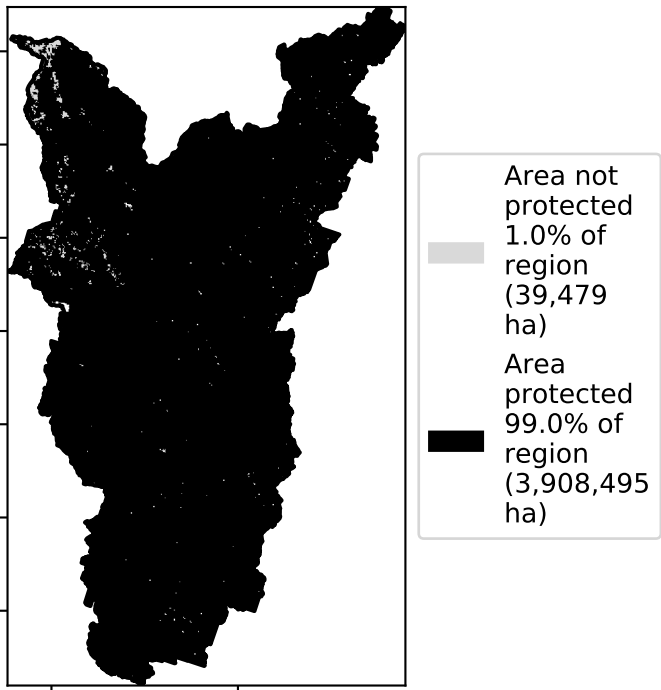 Area not
protected
1.0% of
region
(39,479
ha)
Area
protected
99.0% of
region
(3,908,495
ha)